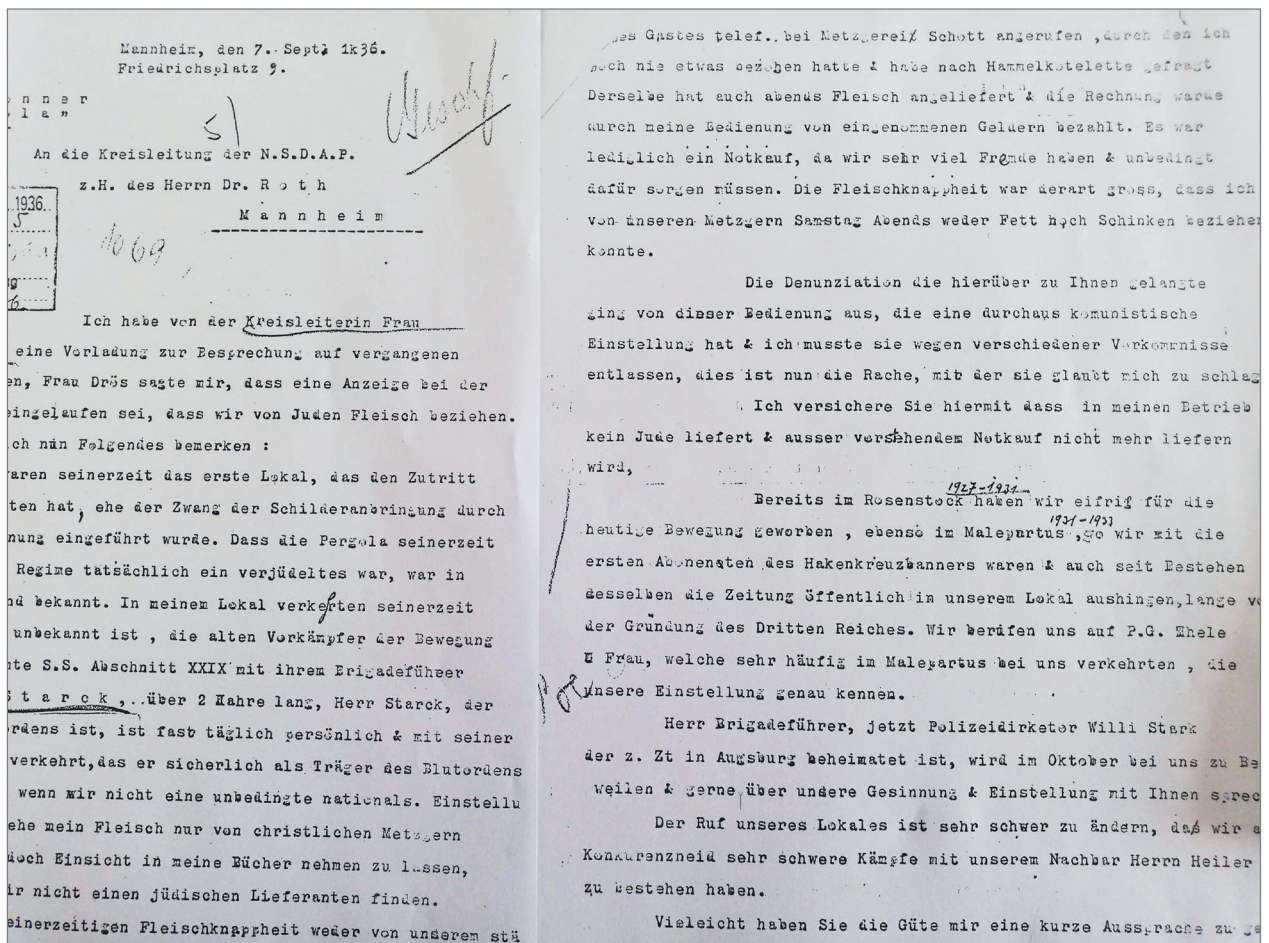 Mannheim, den 7. Sept. 1k36.
Friedrichsplatz 9.
n n e r
l a "
5)
Gesch.
An die Kreisleitung der N.S.D.A.P.
z.H. des Herrn Dr. R o t h
M a n n h e i m
1936
5
1069
Ich habe von der Kreisleiterin Frau
eine Vorladung zur Besprechung auf vergangenen
en, Frau Drös sagte mir, dass eine Anzeige bei der
eingelaufen sei, dass wir von Juden Fleisch beziehen.
ch nun Folgendes bemerken :
aren seinerzeit das erste Lokal, das den Zutritt
ten hat, ehe der Zwang der Schilderanbringung durch
nung eingeführt wurde. Dass die Pergola seinerzeit
Regime tatsächlich ein verjüdeltes war, war in
nd bekannt. In meinem Lokal verkehrten seinerzeit
unbekannt ist , die alten Vorkämpfer der Bewegung
te S.S. Abschnitt XXIX mit ihrem Brigadefühwer
S t a r c k ,..über 2 Hahre lang, Herr Starck, der
rdens ist, ist fast täglich persönlich & mit seiner
verkehrt,das er sicherlich als Träger des Blutordens
wenn wir nicht eine unbedingte nationals. Einstellu
ehe mein Fleisch nur von christlichen Metzgern
doch Einsicht in meine Bücher nehmen zu lassen,
ir nicht einen jüdischen Lieferanten finden.
einerzeitigen Fleischknappheit weder von unserem stä
des Gastes telef.. bei Metzgerei Schott angerufen ,durch den ich
noch nie etwas bezohen hatte & habe nach Hammelkotelette gefragt
Derselbe hat auch abends Fleisch angeliefert & die Rechnung wurde
durch meine Bedienung von eingenommenen Geldern bezahlt. Es war
lediglich ein Notkauf, da wir sehr viel Fremde haben & unbedingt
dafür sorgen müssen. Die Fleischknappheit war derart gross, dass ich
von unseren Metzgern Samstag Abends weder Fett noch Schinken beziehen
konnte.
Die Denunziation die hierüber zu Ihnen gelangte
ging von dieser Bedienung aus, die eine durchaus komunistische
Einstellung hat & ich musste sie wegen verschiedener Vorkommnisse
entlassen, dies ist nun die Rache, mit der sie glaubt mich zu schlag
Ich versichere Sie hiermit dass in meinen Betrieb
kein Jude liefert & ausser vorstehendem Notkauf nicht mehr liefern
wird,
1927-1931
Bereits im Rosenstock haben wir eifrig für die
1931-1933
heutige Bewegung geworben , ebenso im Malepartus ,wo wir mit die
ersten Abonenten des Hakenkreuzbanners waren & auch seit Bestehen
desselben die Zeitung öffentlich in unserem Lokal aushingen,lange vo
der Gründung des Dritten Reiches. Wir berufen uns auf P.G. Thele
& Frau, welche sehr häufig im Malepartus bei uns verkehrten , die
unsere Einstellung genau kennen.
Herr Brigadeführer, jetzt Polizeidirketor Willi Stark
der z. Zt in Augsburg beheimatet ist, wird im Oktober bei uns zu Be
weilen & gerne über undere Gesinnung & Einstellung mit Ihnen sprec
Der Ruf unseres Lokales ist sehr schwer zu ändern, daß wir a
Konkurenzneid sehr schwere Kämpfe mit unserem Nachbar Herrn Heiler
zu bestehen haben.
Vieleicht haben Sie die Güte mir eine kurze Aussprache zu ge